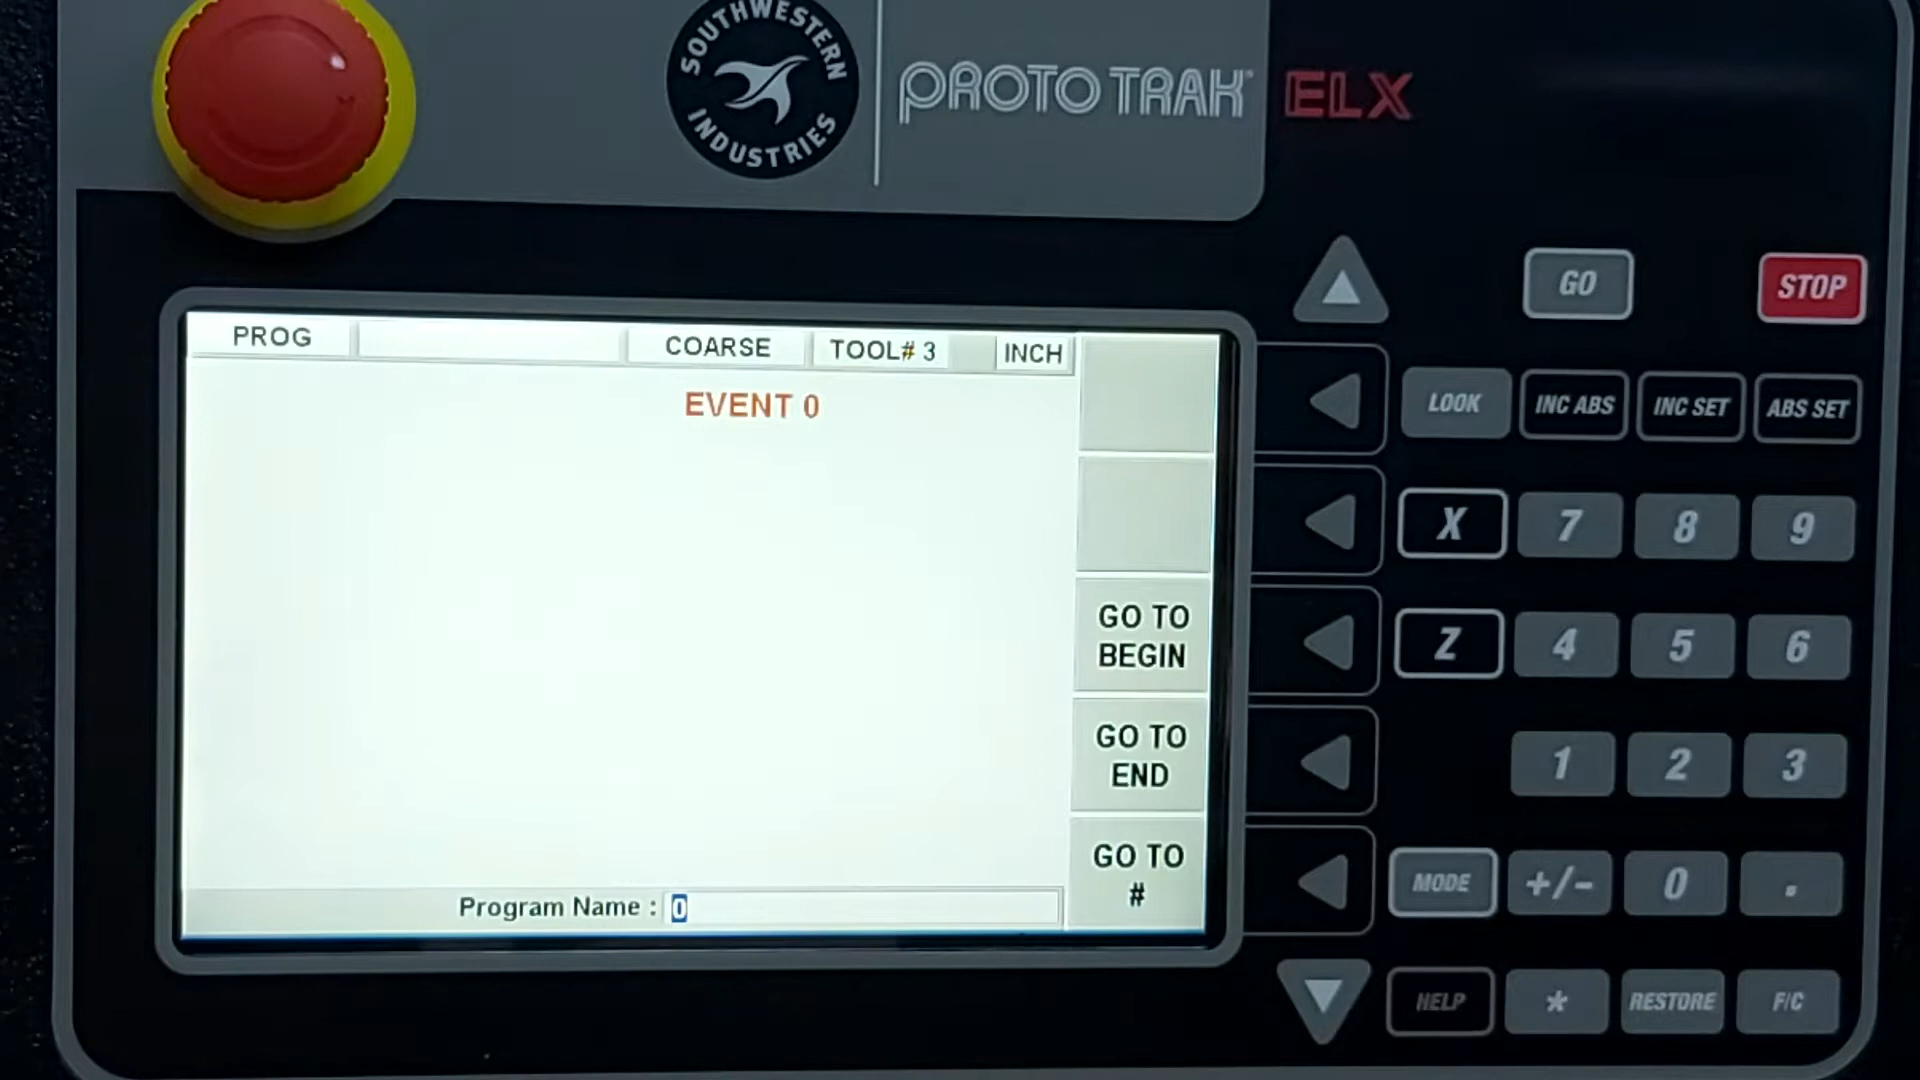 SOUTHWESTERN
INDUSTRIES
PROTO TRAK ELX
GO
STOP
PROG
COARSE
TOOL# 3
INCH
EVENT 0
LOOK
INC ABS
INC SET
ABS SET
X
7
8
9
GO TO
BEGIN
Z
4
5
6
GO TO
END
1
2
3
GO TO
#
MODE
+/-
0
.
Program Name : 0
HELP
*
RESTORE
F/C